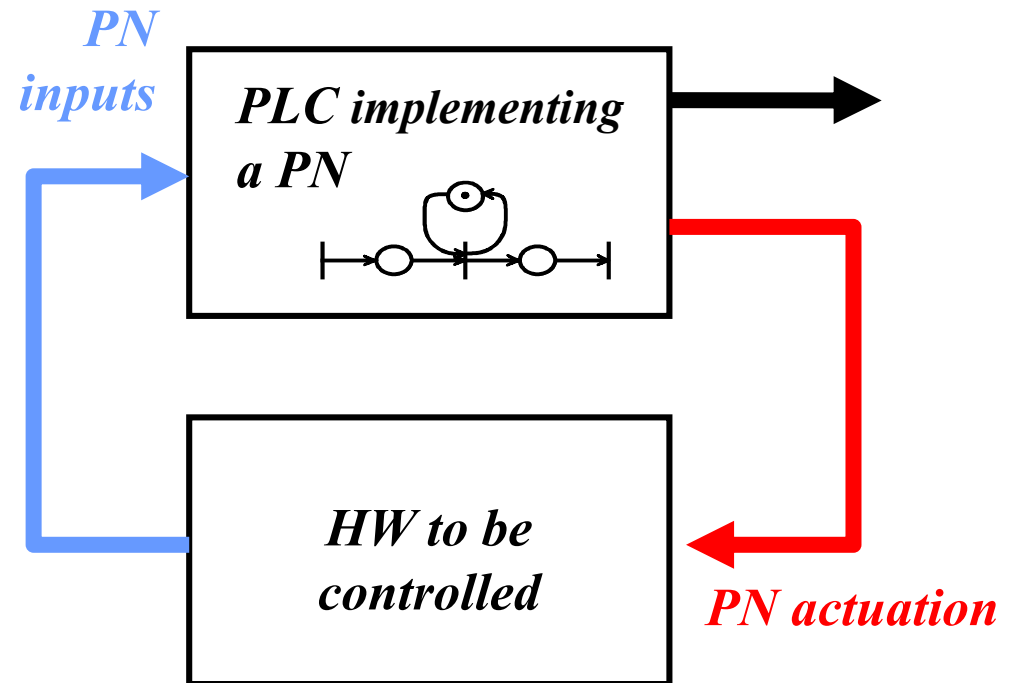 PN
inputs
PLC implementing
a PN
HW to be
controlled
PN actuation